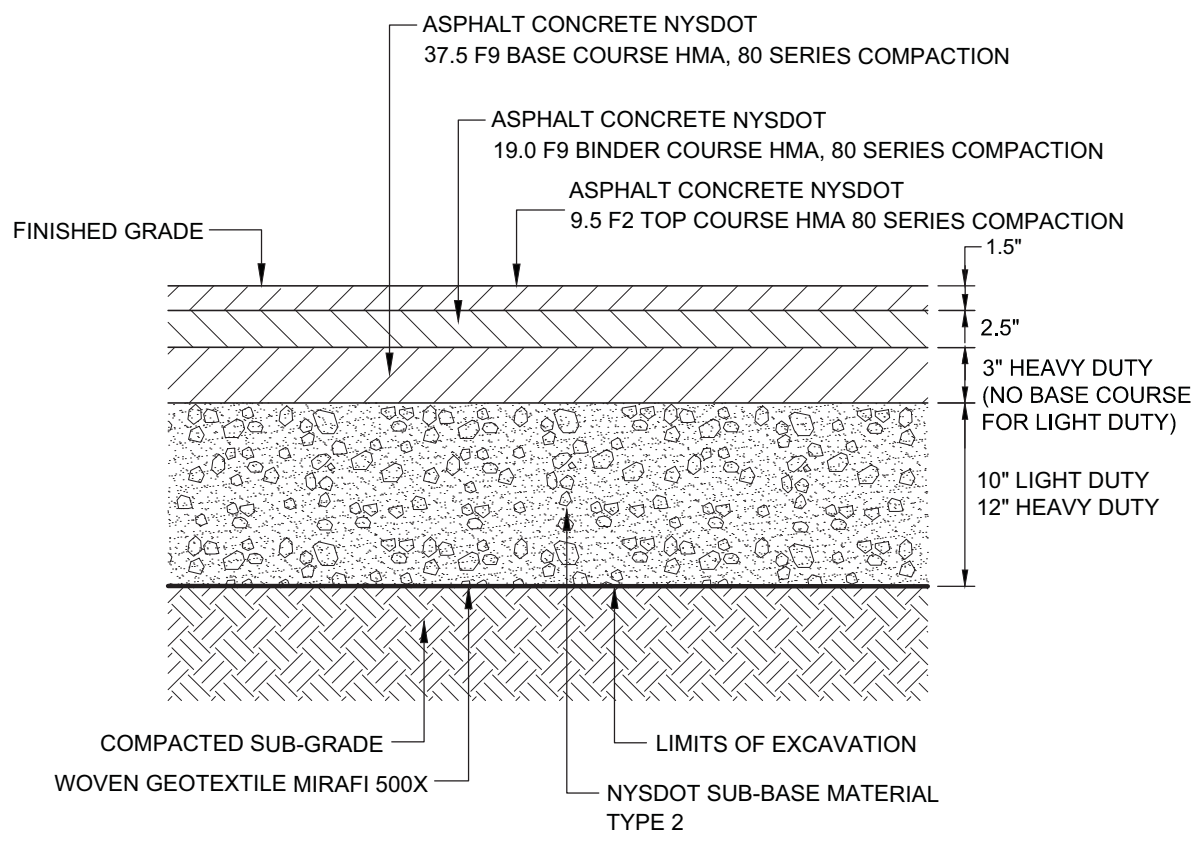 ASPHALT CONCRETE NYSDOT
37.5 F9 BASE COURSE HMA, 80 SERIES COMPACTION
ASPHALT CONCRETE NYSDOT
19.0 F9 BINDER COURSE HMA, 80 SERIES COMPACTION
ASPHALT CONCRETE NYSDOT
9.5 F2 TOP COURSE HMA 80 SERIES COMPACTION
FINISHED GRADE
1.5"
2.5"
3" HEAVY DUTY
(NO BASE COURSE
FOR LIGHT DUTY)
10" LIGHT DUTY
12" HEAVY DUTY
COMPACTED SUB-GRADE
LIMITS OF EXCAVATION
WOVEN GEOTEXTILE MIRAFI 500X
NYSDOT SUB-BASE MATERIAL
TYPE 2